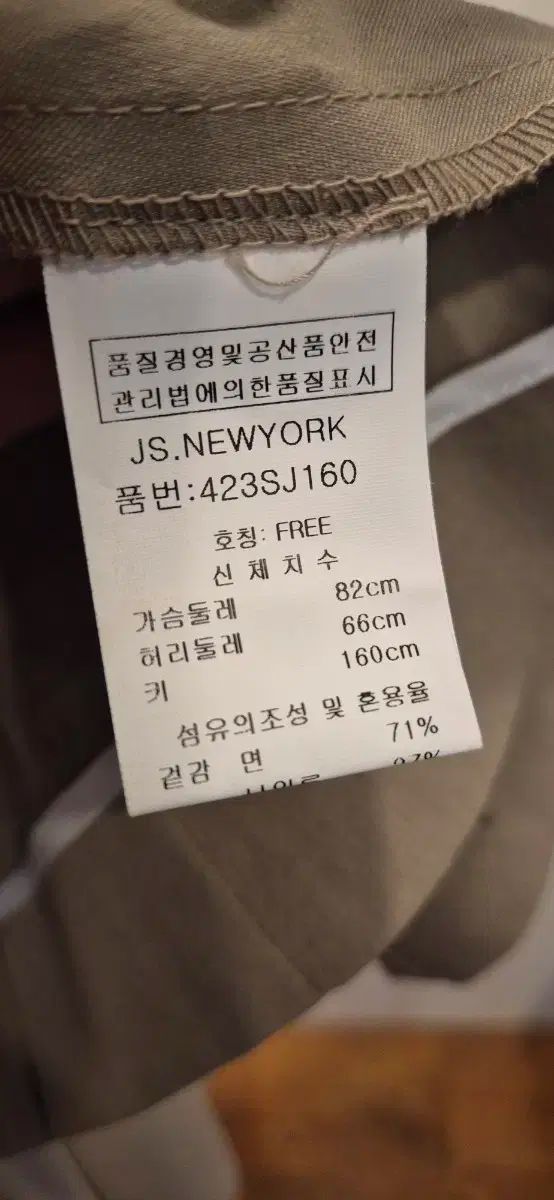 품질경영및공산품안전
관리법에의한품질표시
JS.NEWYORK
품번:423SJ160
호칭: FREE
신 체 치 수
가슴둘레 82cm
허리둘레 66cm
키 160cm
섬유의조성 및 혼용율
겉감 면 71%